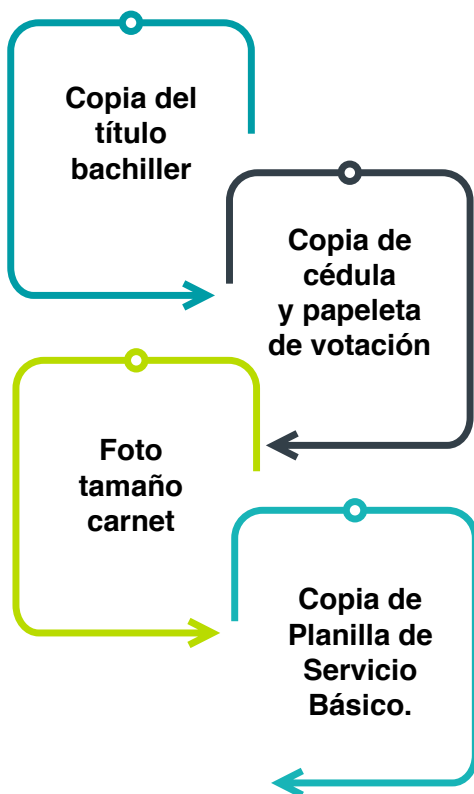 Copia del
título
bachiller
Copia de
cédula
y papeleta
de votación
Foto
tamaño
carnet
Copia de
Planilla de
Servicio
Básico.